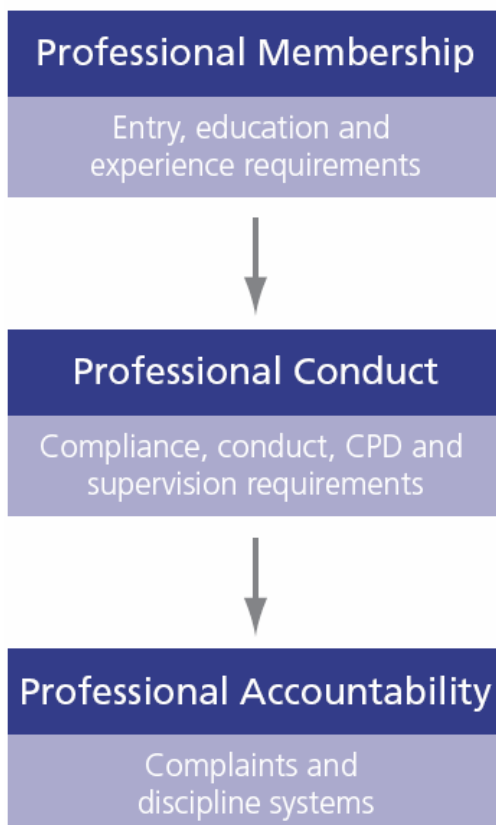 Professional Membership
Entry, education and
experience requirements
Professional Conduct
Compliance, conduct, CPD and
supervision requirements
Professional Accountability
Complaints and
discipline systems